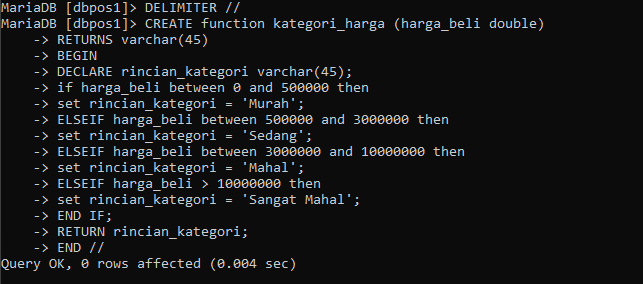 MariaDB [dbpos1]> DELIMITER //
MariaDB [dbpos1]> CREATE function kategori_harga (harga_beli double)
    -> RETURNS varchar(45)
    -> BEGIN
    -> DECLARE rincian_kategori varchar(45);
    -> if harga_beli between 0 and 500000 then
    -> set rincian_kategori = 'Murah';
    -> ELSEIF harga_beli between 500000 and 3000000 then
    -> set rincian_kategori = 'Sedang';
    -> ELSEIF harga_beli between 3000000 and 10000000 then
    -> set rincian_kategori = 'Mahal';
    -> ELSEIF harga_beli > 10000000 then
    -> set rincian_kategori = 'Sangat Mahal';
    -> END IF;
    -> RETURN rincian_kategori;
    -> END //
Query OK, 0 rows affected (0.004 sec)